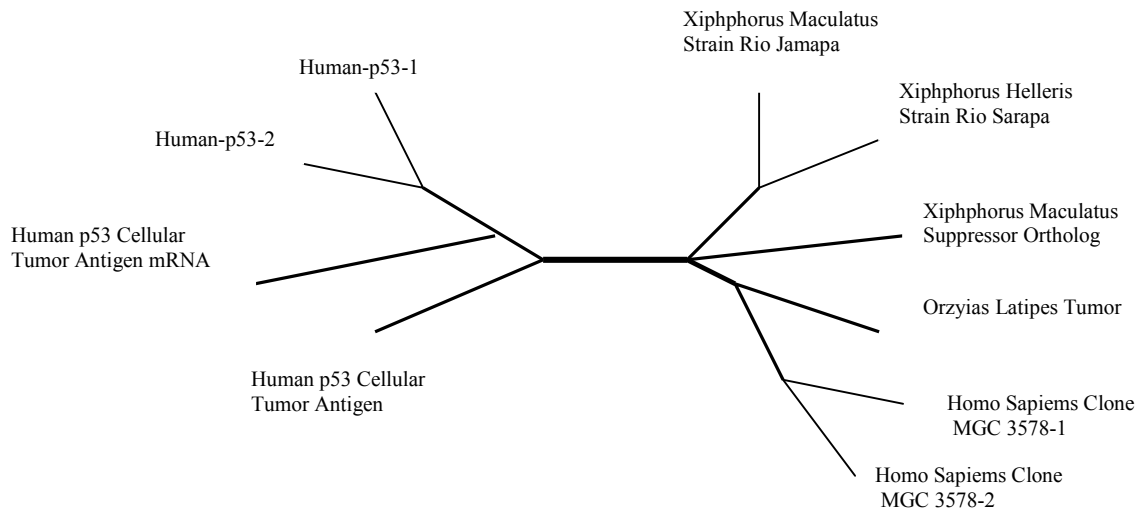 Xiphphorus Maculatus
Strain Rio Jamapa
Human-p53-1
Xiphphorus Helleris
Strain Rio Sarapa
Human-p53-2
Xiphphorus Maculatus
Suppressor Ortholog
Human p53 Cellular
Tumor Antigen mRNA
Orzyias Latipes Tumor
Human p53 Cellular
Tumor Antigen
Homo Sapiems Clone
MGC 3578-1
Homo Sapiems Clone
MGC 3578-2